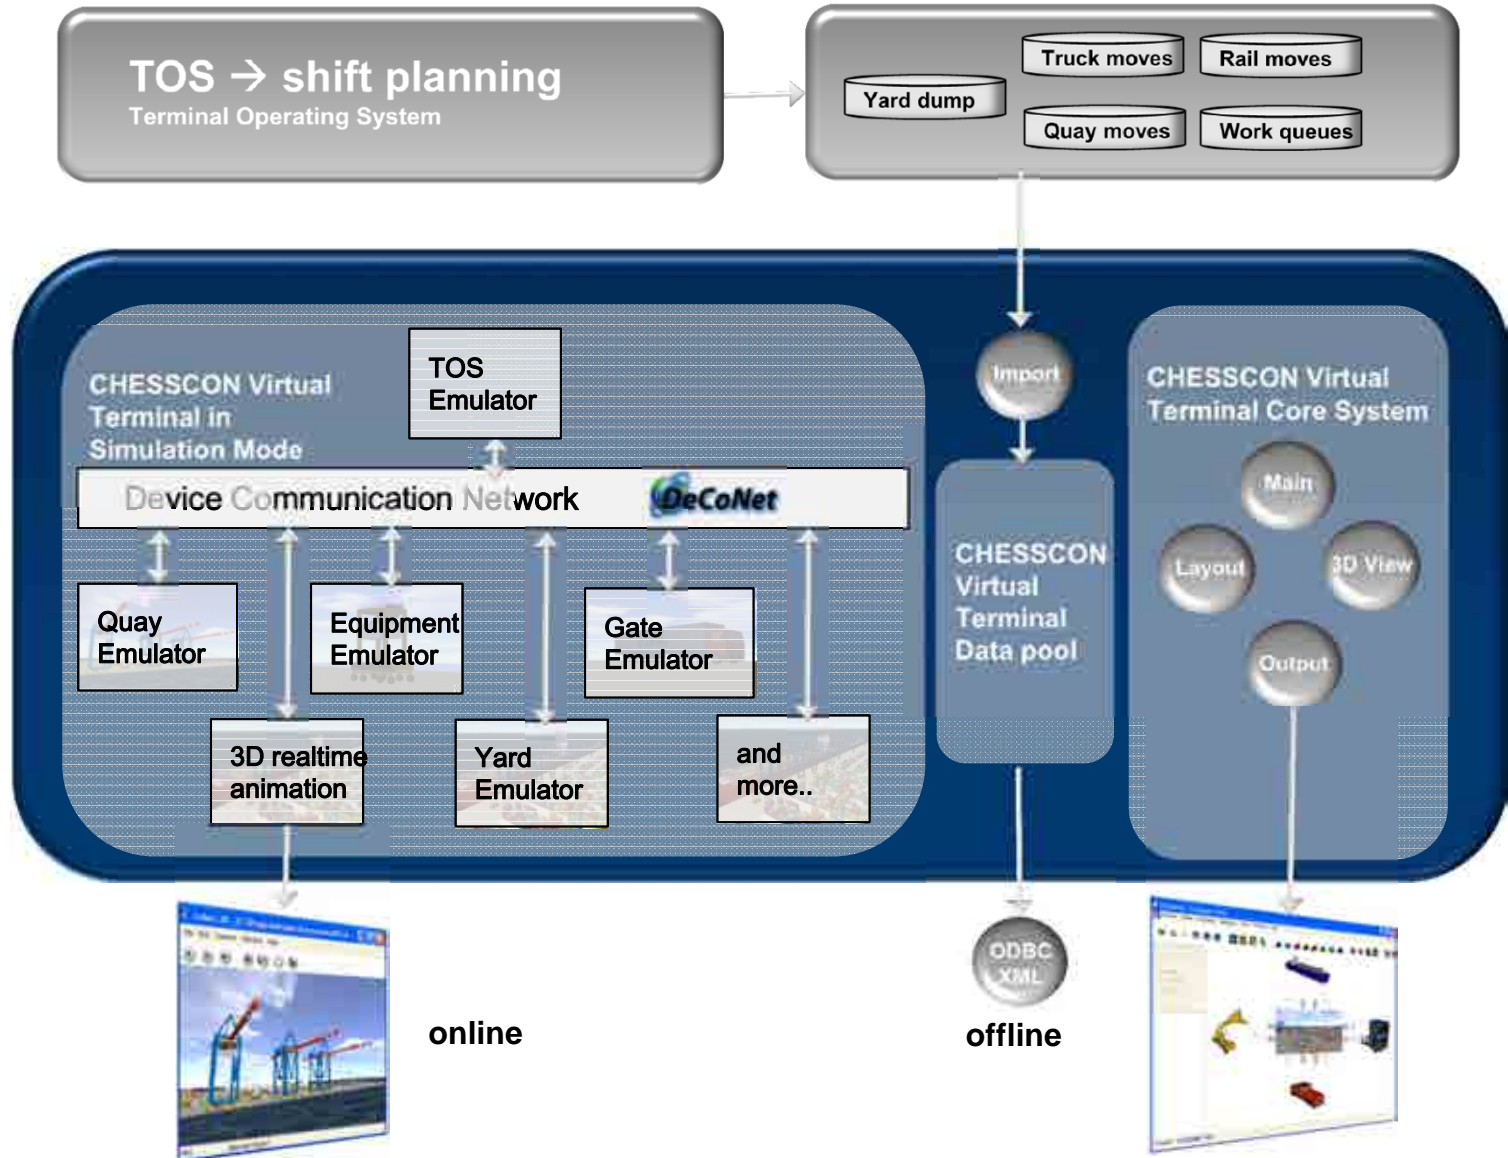 TOS → shift planning
Terminal Operating System
Truck moves
Rail moves
Yard dump
Quay moves
Work queues
CHESSCON Virtual
Terminal in
Simulation Mode
TOS
Emulator
Device Communication Network
DeCoNet
Quay
Emulator
Equipment
Emulator
Gate
Emulator
3D realtime
animation
Yard
Emulator
and
more..
Import
CHESSCON
Virtual
Terminal
Data pool
CHESSCON Virtual
Terminal Core System
Main
Layout
3D View
Output
ODBC
XML
online
offline